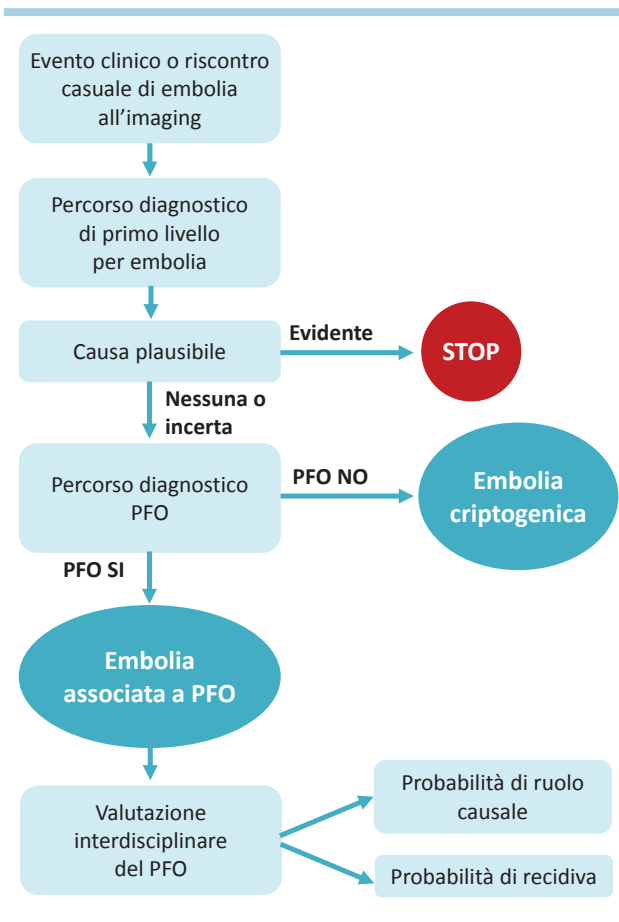 Evento clinico o riscontro
casuale di embolia
all'imaging
Percorso diagnostico
di primo livello
per embolia
Causa plausibile
Evidente
STOP
Nessuna o
incerta
Percorso diagnostico
PFO
PFO NO
Embolia
criptogenica
PFO SI
Embolia
associata a PFO
Valutazione
interdisciplinare
del PFO
Probabilità di ruolo
causale
Probabilità di recidiva